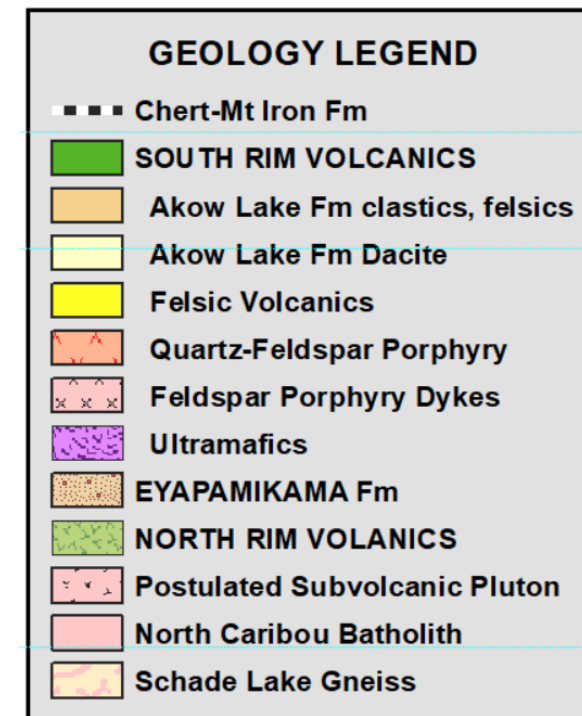 GEOLOGY LEGEND
Chert-Mt Iron Fm
SOUTH RIM VOLCANICS
Akow Lake Fm clastics, felsics
Akow Lake Fm Dacite
Felsic Volcanics
Quartz-Feldspar Porphyry
Feldspar Porphyry Dykes
Ultramafics
EYAPAMIKAMA Fm
NORTH RIM VOLANICS
Postulated Subvolcanic Pluton
North Caribou Batholith
Schade Lake Gneiss